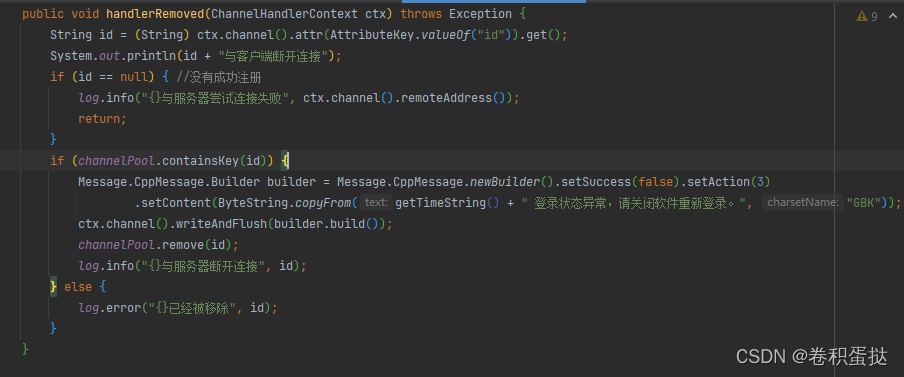 public void handlerRemoved(ChannelHandlerContext ctx) throws Exception {
9
String id = (String) ctx.channel().attr(AttributeKey.valueOf("id")).get();
System.out.println(id + "与客户端断开连接");
if (id == null) { //没有成功注册
log.info("{}与服务器尝试连接失败", ctx.channel().remoteAddress());
return;
}
if (channelPool.containsKey(id)) {
Message.CppMessage.Builder builder = Message.CppMessage.newBuilder().setSuccess(false).setAction(3)
.setContent(ByteString.copyFrom( text: getTimeString() + " 登录状态异常，请关闭软件重新登录。", charsetName: "GBK"));
ctx.channel().writeAndFlush(builder.build());
channelPool.remove(id);
log.info("{}与服务器断开连接", id);
} else {
log.error("{}已经被移除", id);
}
}
CSDN @卷积蛋挞